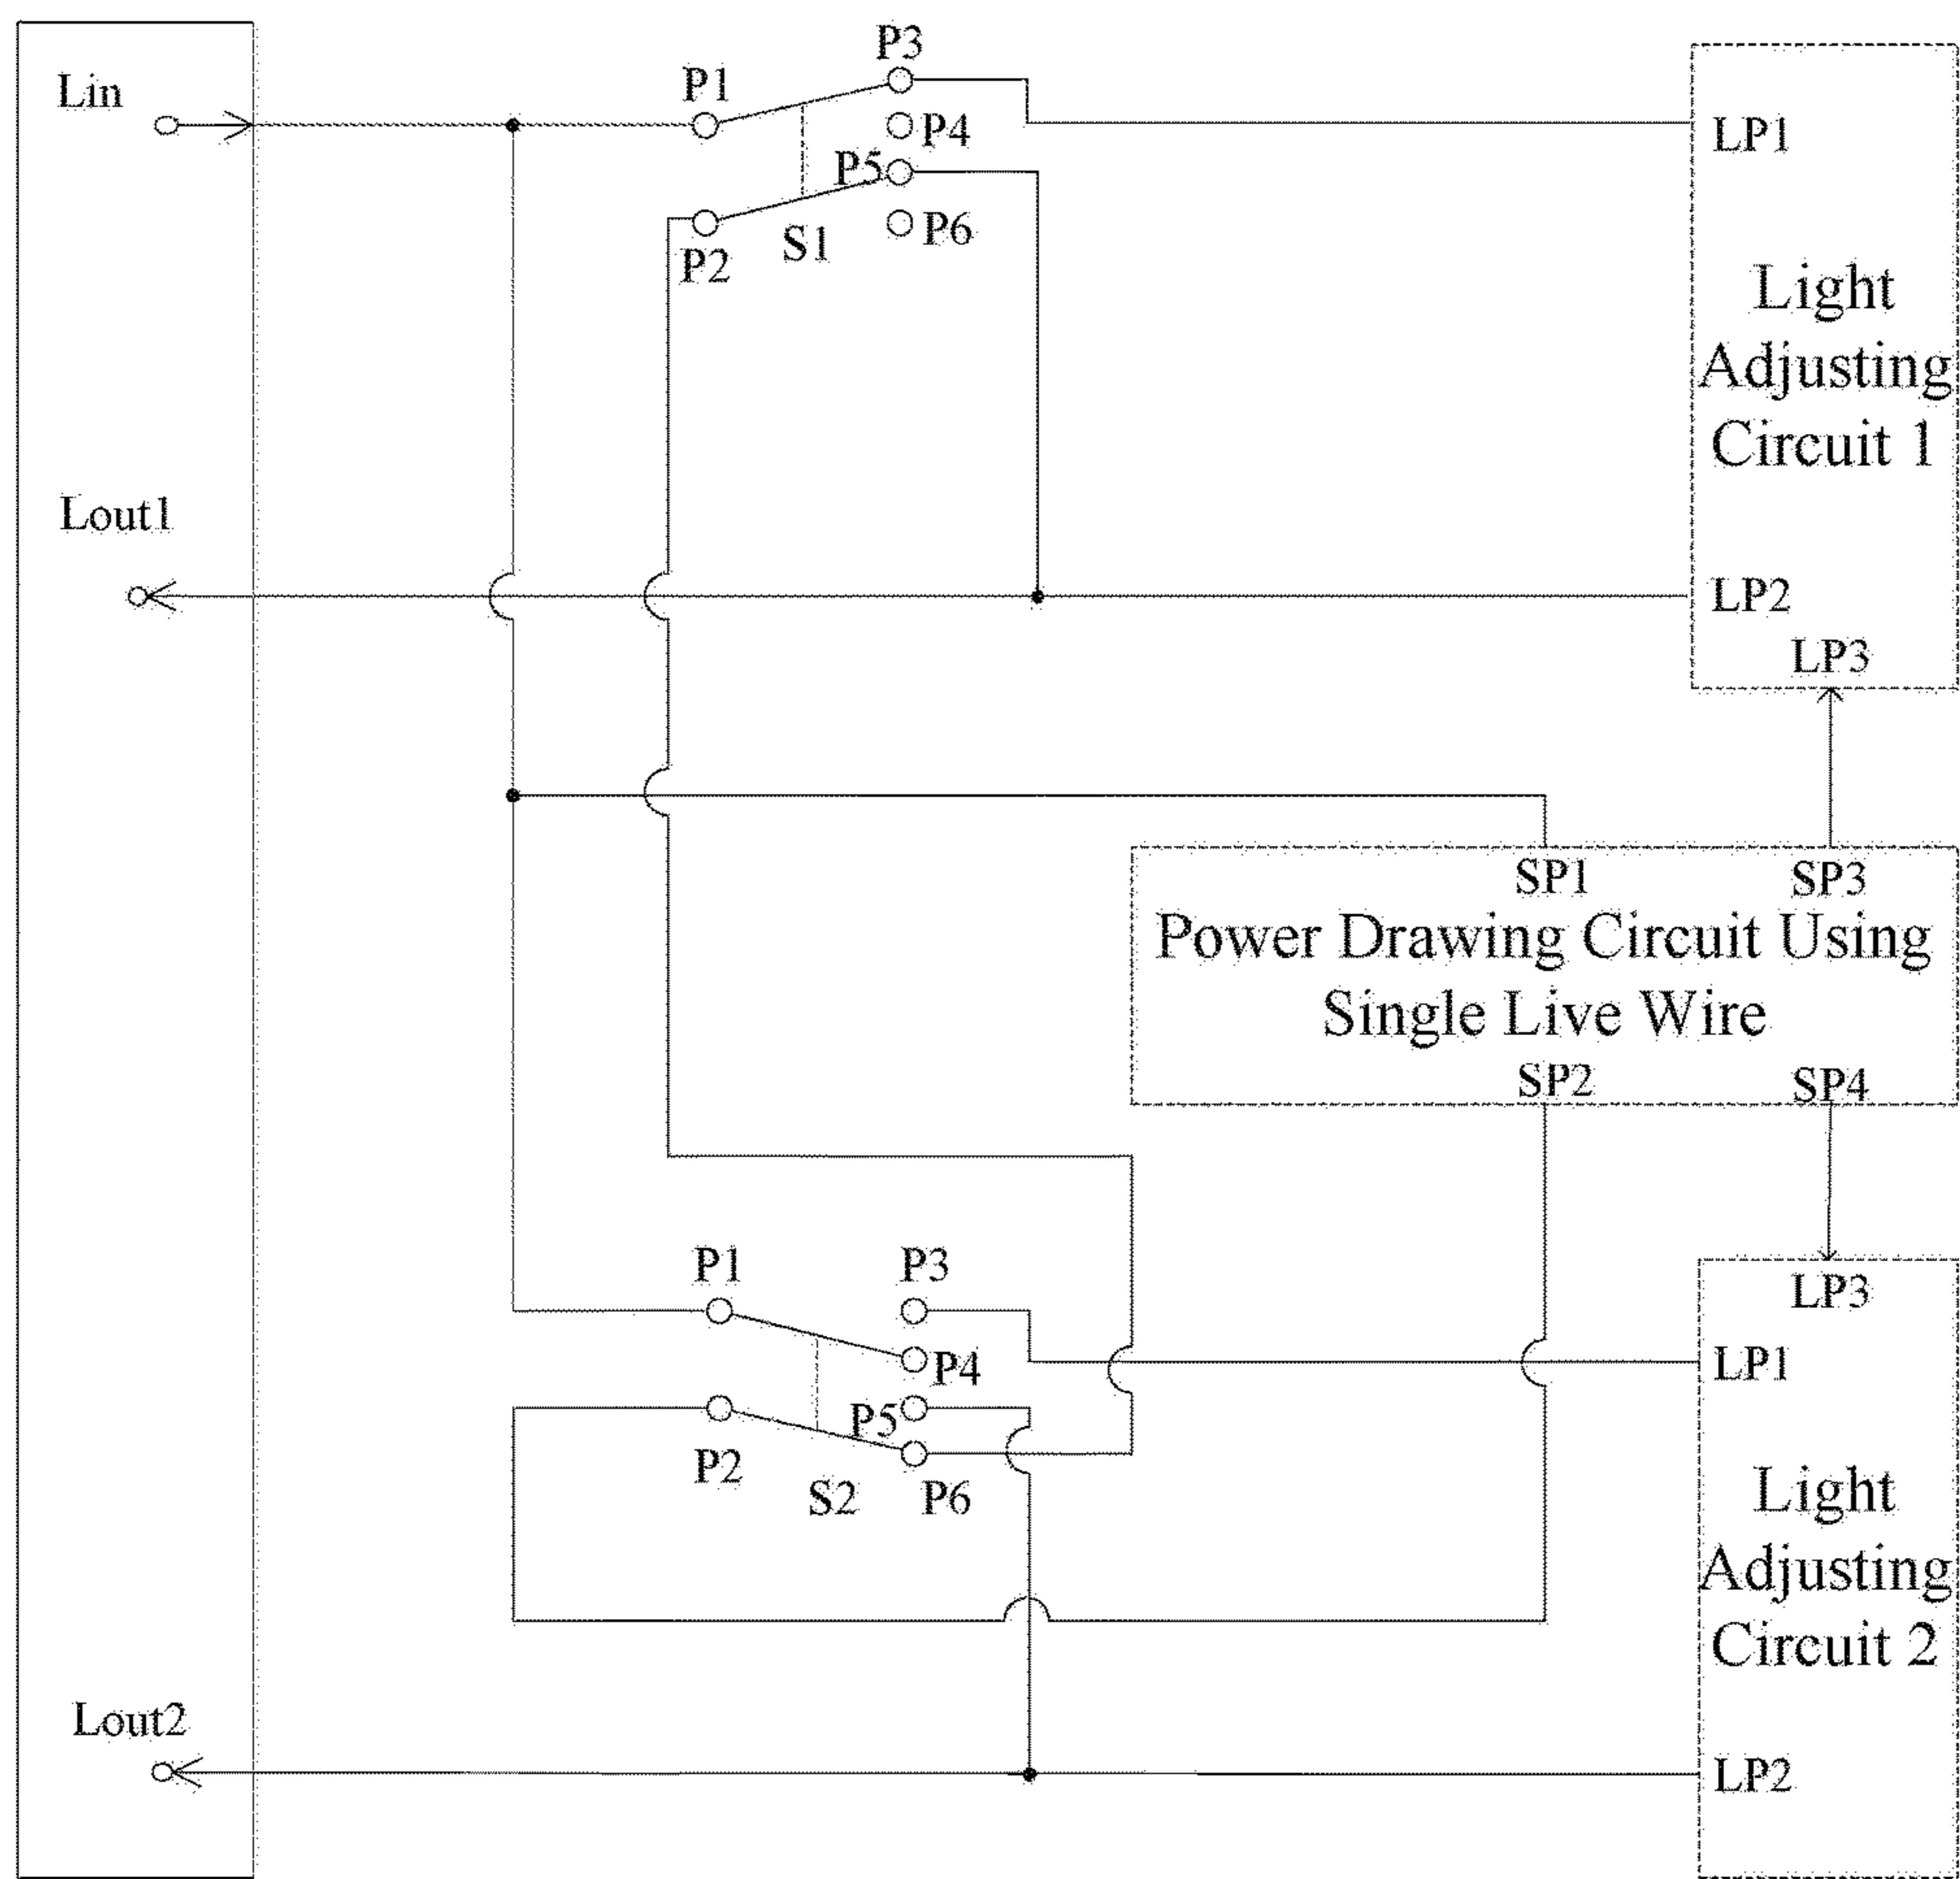 Lin
P1
P3
P4
P5
P2
S1
P6
LP1
Light
Adjusting
Circuit 1
Lout1
LP2
LP3
SP1
SP3
Power Drawing Circuit Using
Single Live Wire
SP2
SP4
P1
P3
LP3
P4
LP1
P5
P2
S2
P6
Light
Adjusting
Circuit 2
Lout2
LP2